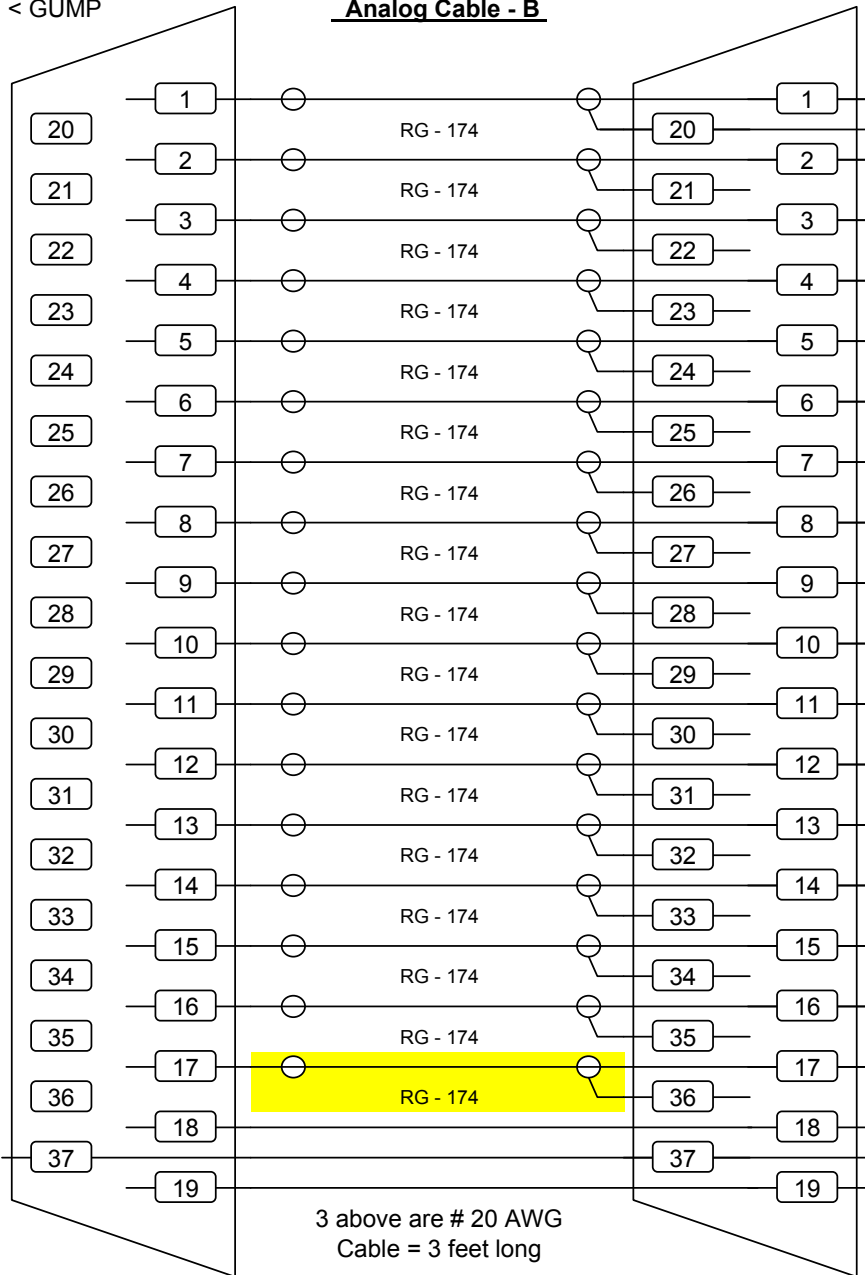 < GUMP Analog Cable - B
1 1
20 RG - 174 20
2 2
21 RG - 174 21
3 3
22 RG - 174 22
4 4
23 RG - 174 23
5 5
24 RG - 174 24
6 6
25 RG - 174 25
7 7
26 RG - 174 26
8 8
27 RG - 174 27
9 9
28 RG - 174 28
10 10
29 RG - 174 29
11 11
30 RG - 174 30
12 12
31 RG - 174 31
13 13
32 RG - 174 32
14 14
33 RG - 174 33
15 15
34 RG - 174 34
16 16
35 RG - 174 35
17 17
36 RG - 174 36
18 18
37 37
19 19
3 above are # 20 AWG
Cable = 3 feet long